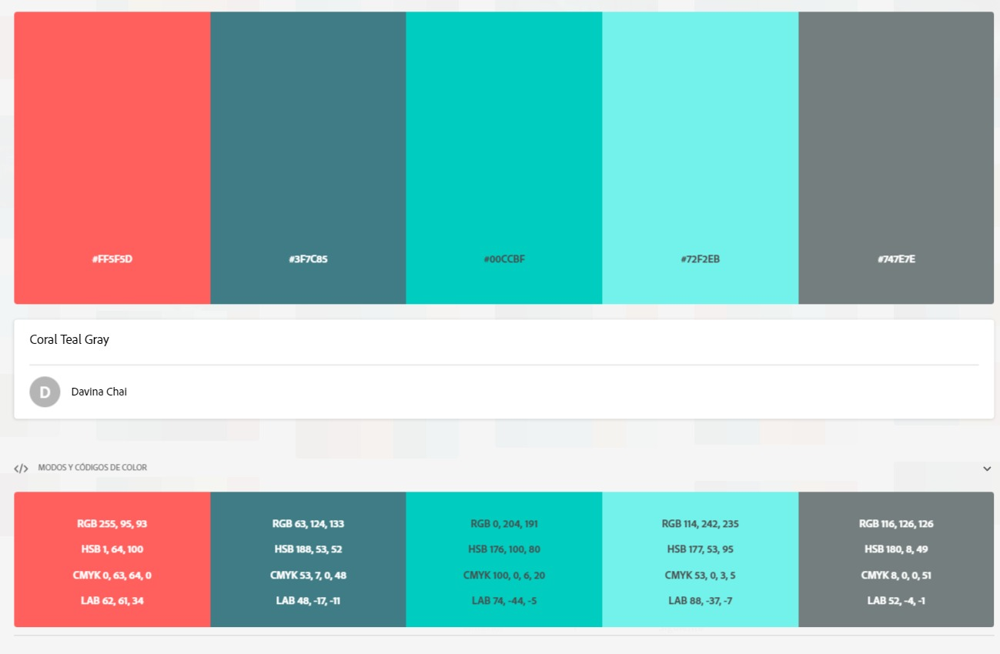 #FF5F5D
#3F7C85
#00CCBF
#72F2EB
#747E7E
Coral Teal Gray
D
Davina Chai
</> MODOS Y CÓDIGOS DE COLOR
RGB 255, 95, 93
HSB 1, 64, 100
CMYK 0, 63, 64, 0
LAB 62, 61, 34
RGB 63, 124, 133
HSB 188, 53, 52
CMYK 53, 7, 0, 48
LAB 48, -17, -11
RGB 0, 204, 191
HSB 176, 100, 80
CMYK 100, 0, 6, 20
LAB 74, -44, -5
RGB 114, 242, 235
HSB 177, 53, 95
CMYK 53, 0, 3, 5
LAB 88, -37, -7
RGB 116, 126, 126
HSB 180, 8, 49
CMYK 8, 0, 0, 51
LAB 52, -4, -1